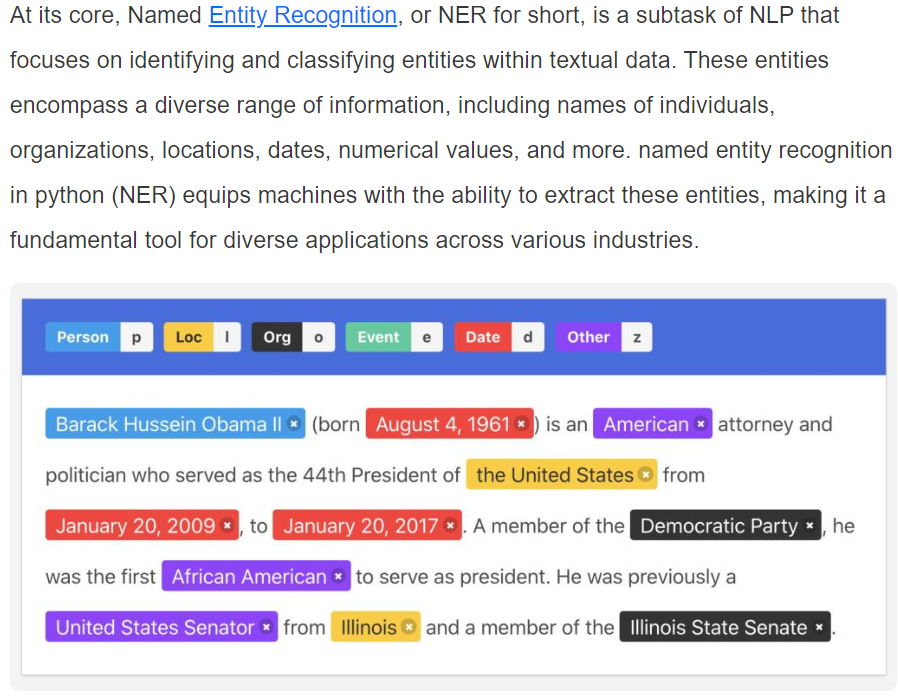 At its core, Named Entity Recognition, or NER for short, is a subtask of NLP that
focuses on identifying and classifying entities within textual data. These entities
encompass a diverse range of information, including names of individuals,
organizations, locations, dates, numerical values, and more. named entity recognition
in python (NER) equips machines with the ability to extract these entities, making it a
fundamental tool for diverse applications across various industries.
Person p Loc l Org o Event e Date d Other z
Barack Hussein Obama II (born August 4, 1961) is an American attorney and
politician who served as the 44th President of the United States from
January 20, 2009, to January 20, 2017. A member of the Democratic Party, he
was the first African American to serve as president. He was previously a
United States Senator from Illinois and a member of the Illinois State Senate.